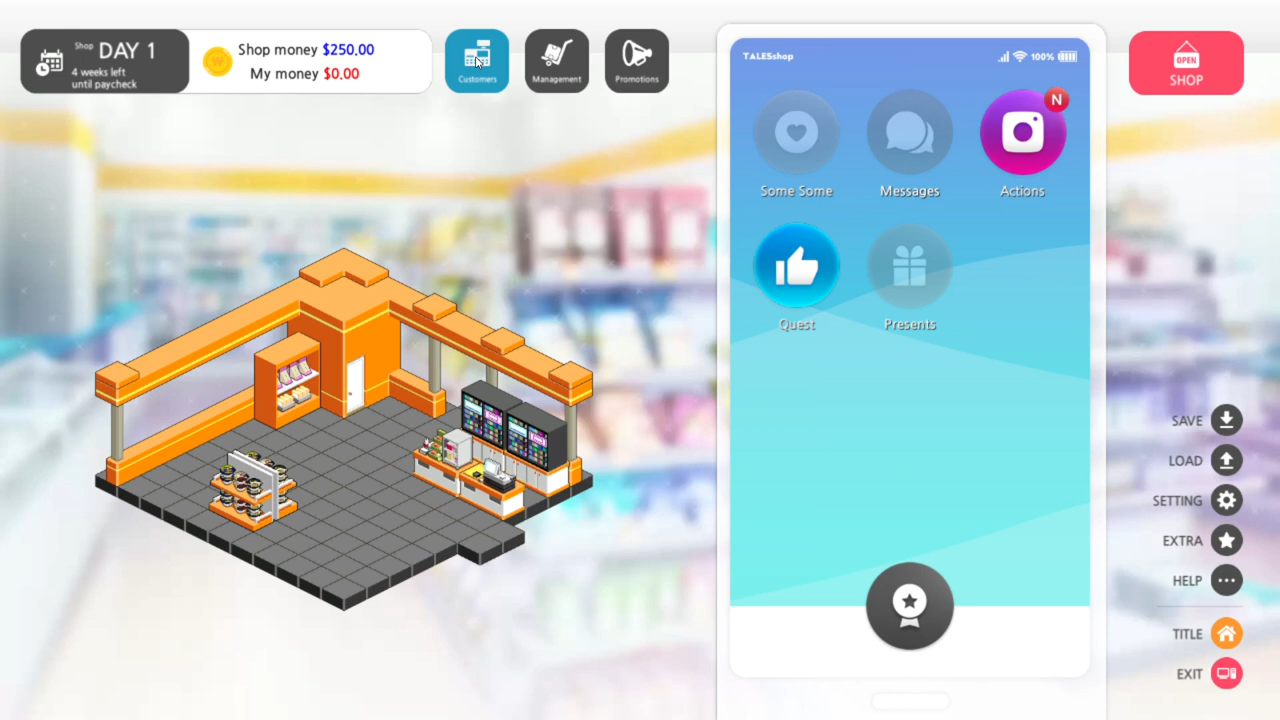 Shop DAY 1
4 weeks left
until paycheck
W
Shop money $250.00
My money $0.00
Customers
Management
Promotions
TALESshop
100%
OPEN
SHOP
N
Some Some
Messages
Actions
Quest
Presents
SAVE
LOAD
SETTING
EXTRA
HELP
TITLE
EXIT